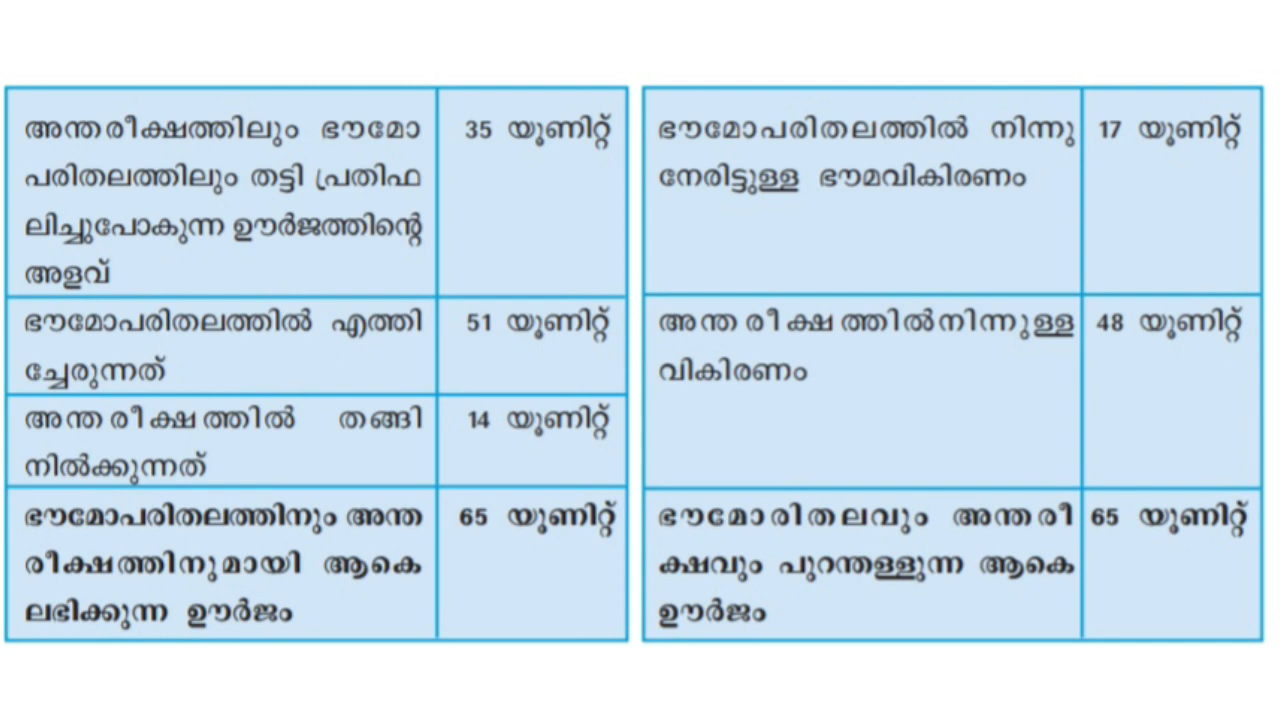 അന്തരീക്ഷത്തിലും ഭൗമോ
പരിതലത്തിലും തട്ടി പ്രതിഫ
ലിച്ചുപോകുന്ന ഊർജത്തിന്റെ
അളവ്
35 യൂണിറ്റ്
ഭൗമോപരിതലത്തിൽ എത്തി
ച്ചേരുന്നത്
51 യൂണിറ്റ്
അന്തരീക്ഷത്തിൽ തങ്ങി
നിൽക്കുന്നത്
14 യൂണിറ്റ്
ഭൗമോപരിതലത്തിനും അന്ത
രീക്ഷത്തിനുമായി ആകെ
ലഭിക്കുന്ന ഊർജം
65 യൂണിറ്റ്
ഭൗമോപരിതലത്തിൽ നിന്നു
നേരിട്ടുള്ള ഭൗമവികിരണം
17 യൂണിറ്റ്
അന്തരീക്ഷത്തിൽനിന്നുള്ള
വികിരണം
48 യൂണിറ്റ്
ഭൗമോരിതലവും അന്തരീ
ക്ഷവും പുറന്തള്ളുന്ന ആകെ
ഊർജം
65 യൂണിറ്റ്